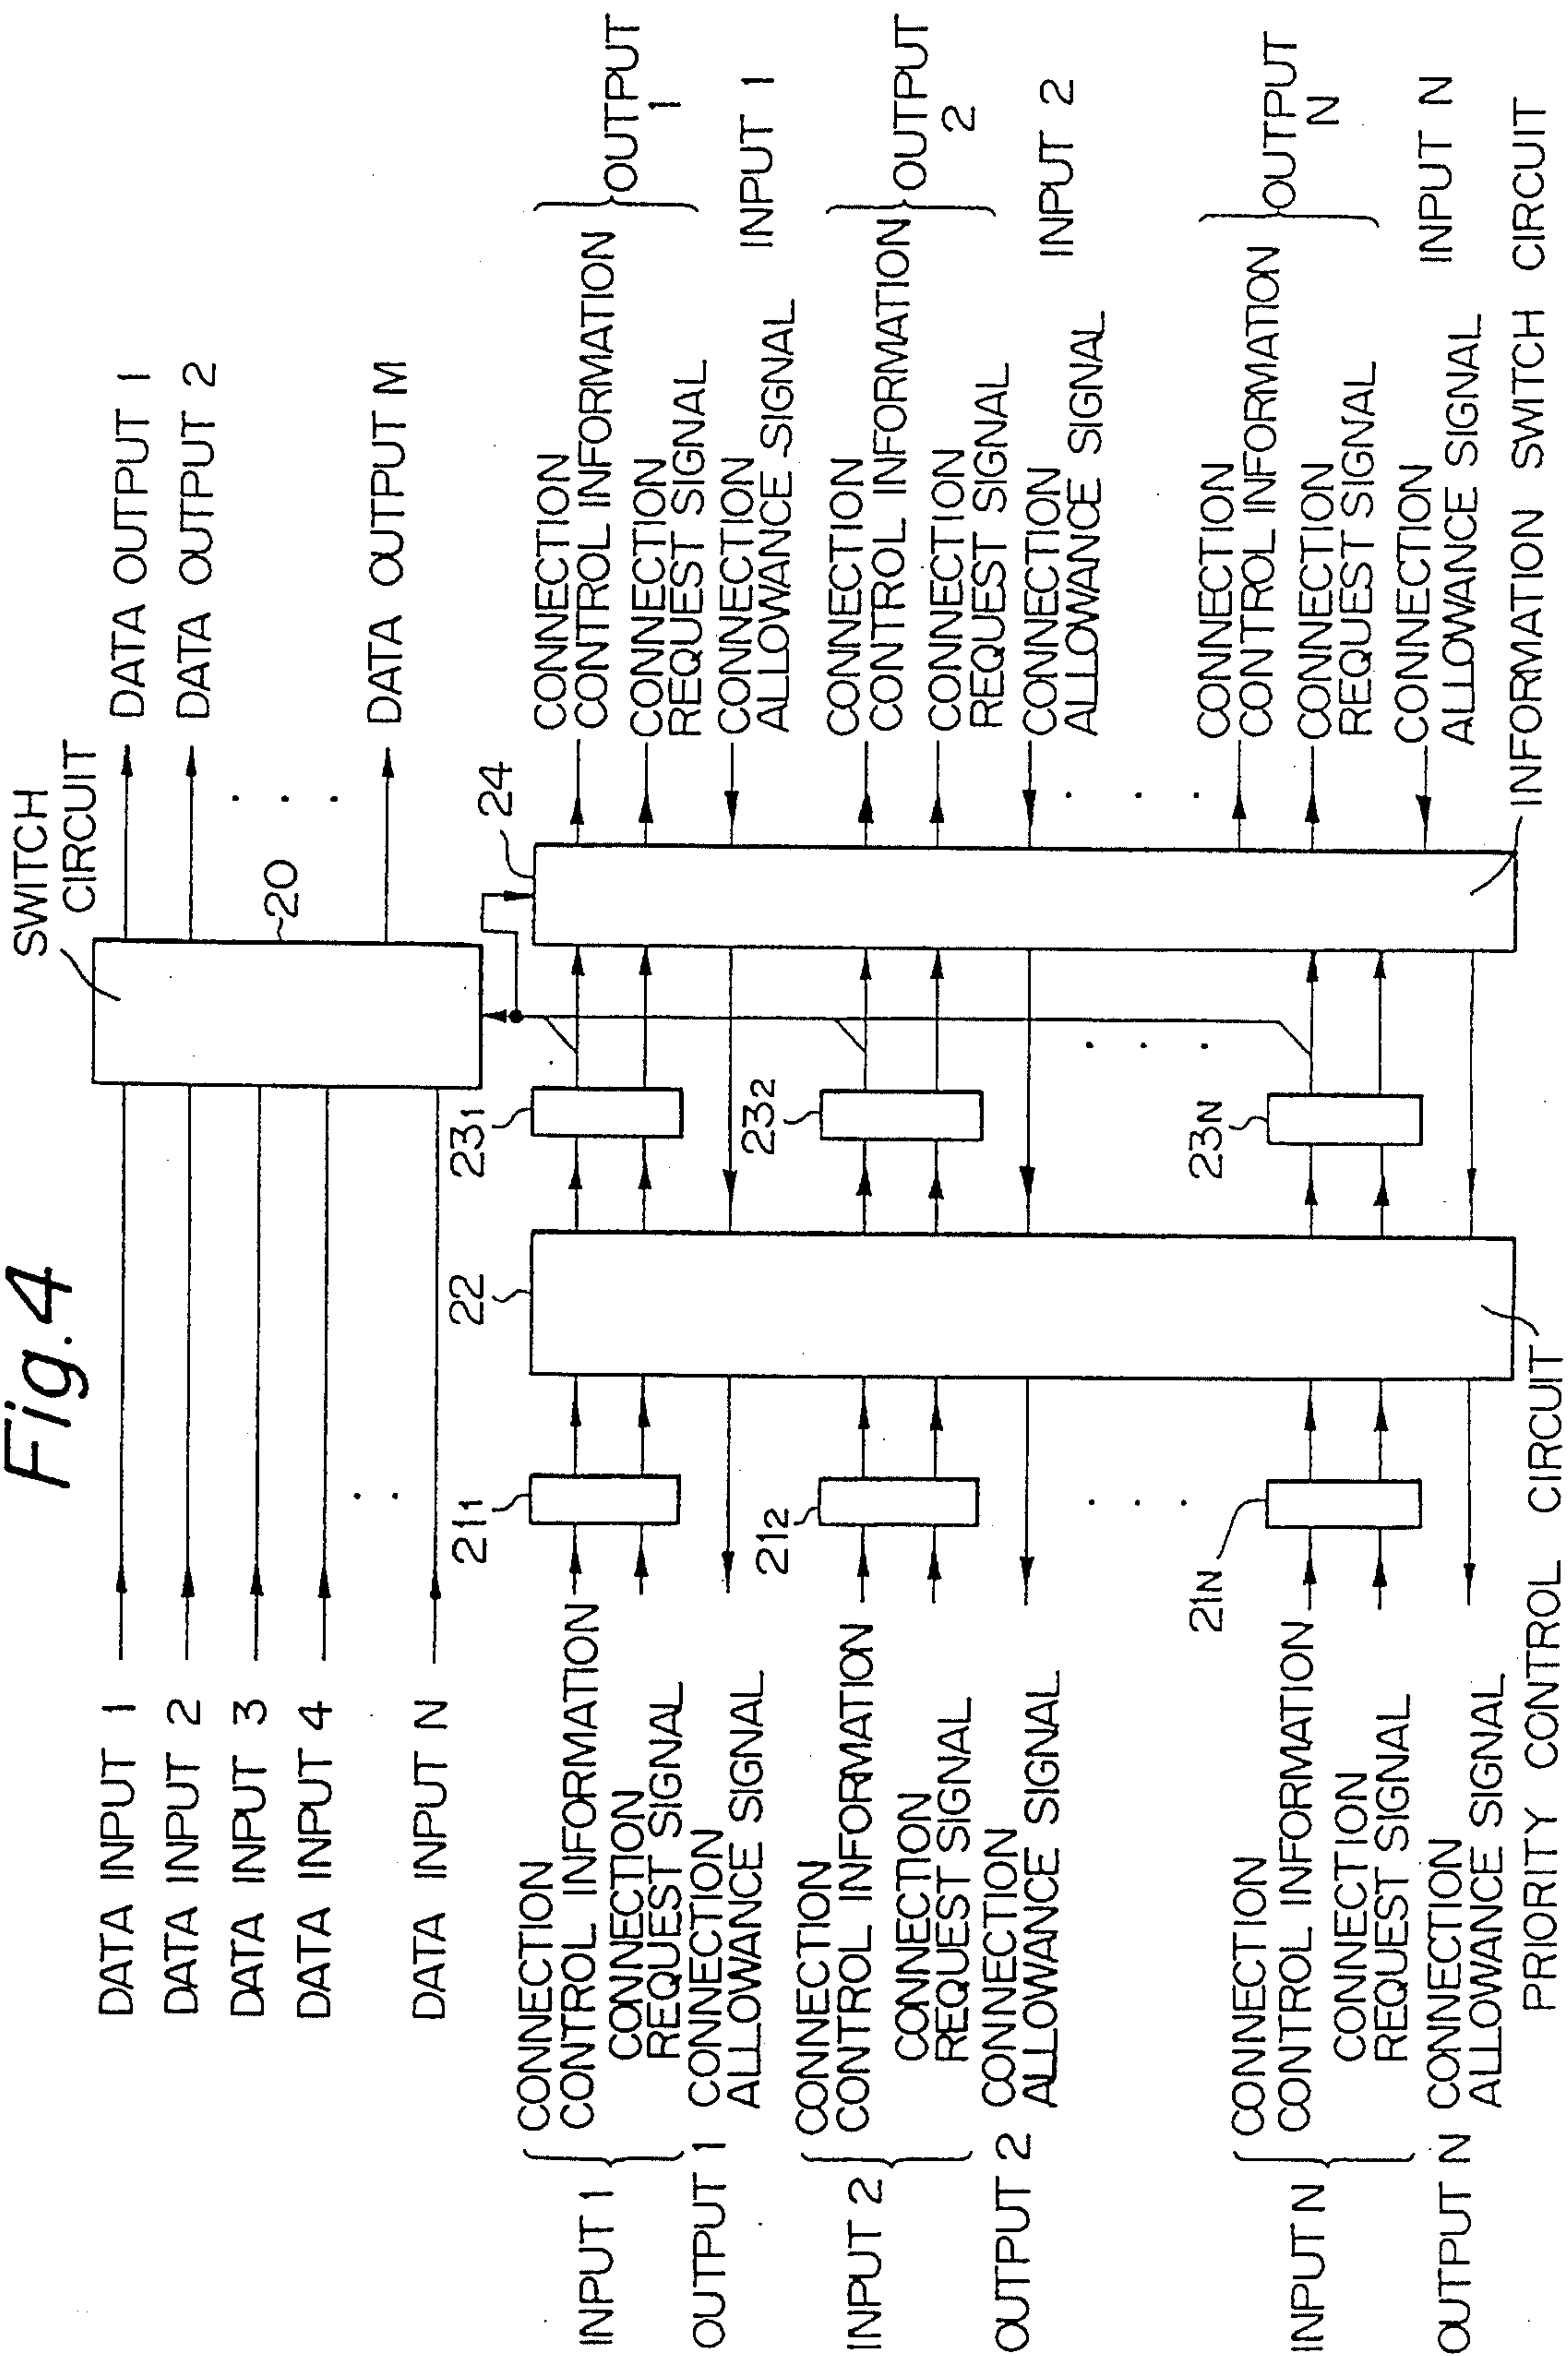 Fig. 4
SWITCH
CIRCUIT
20
DATA INPUT 1
DATA INPUT 2
DATA INPUT 3
DATA INPUT 4
DATA INPUT N
DATA OUTPUT 1
DATA OUTPUT 2
DATA OUTPUT M
INPUT 1
CONNECTION
CONTROL INFORMATION
CONNECTION
REQUEST SIGNAL
OUTPUT 1
CONNECTION
ALLOWANCE SIGNAL
INPUT 2
CONNECTION
CONTROL INFORMATION
CONNECTION
REQUEST SIGNAL
OUTPUT 2
CONNECTION
ALLOWANCE SIGNAL
INPUT N
CONNECTION
CONTROL INFORMATION
CONNECTION
REQUEST SIGNAL
OUTPUT N
CONNECTION
ALLOWANCE SIGNAL
211
212
21N
22
PRIORITY CONTROL CIRCUIT
231
232
23N
24
INFORMATION SWITCH CIRCUIT
CONNECTION
CONTROL INFORMATION
CONNECTION
REQUEST SIGNAL
OUTPUT
1
CONNECTION
ALLOWANCE SIGNAL
INPUT 1
CONNECTION
CONTROL INFORMATION
CONNECTION
REQUEST SIGNAL
OUTPUT
2
CONNECTION
ALLOWANCE SIGNAL
INPUT 2
CONNECTION
CONTROL INFORMATION
CONNECTION
REQUEST SIGNAL
OUTPUT
N
CONNECTION
ALLOWANCE SIGNAL
INPUT N